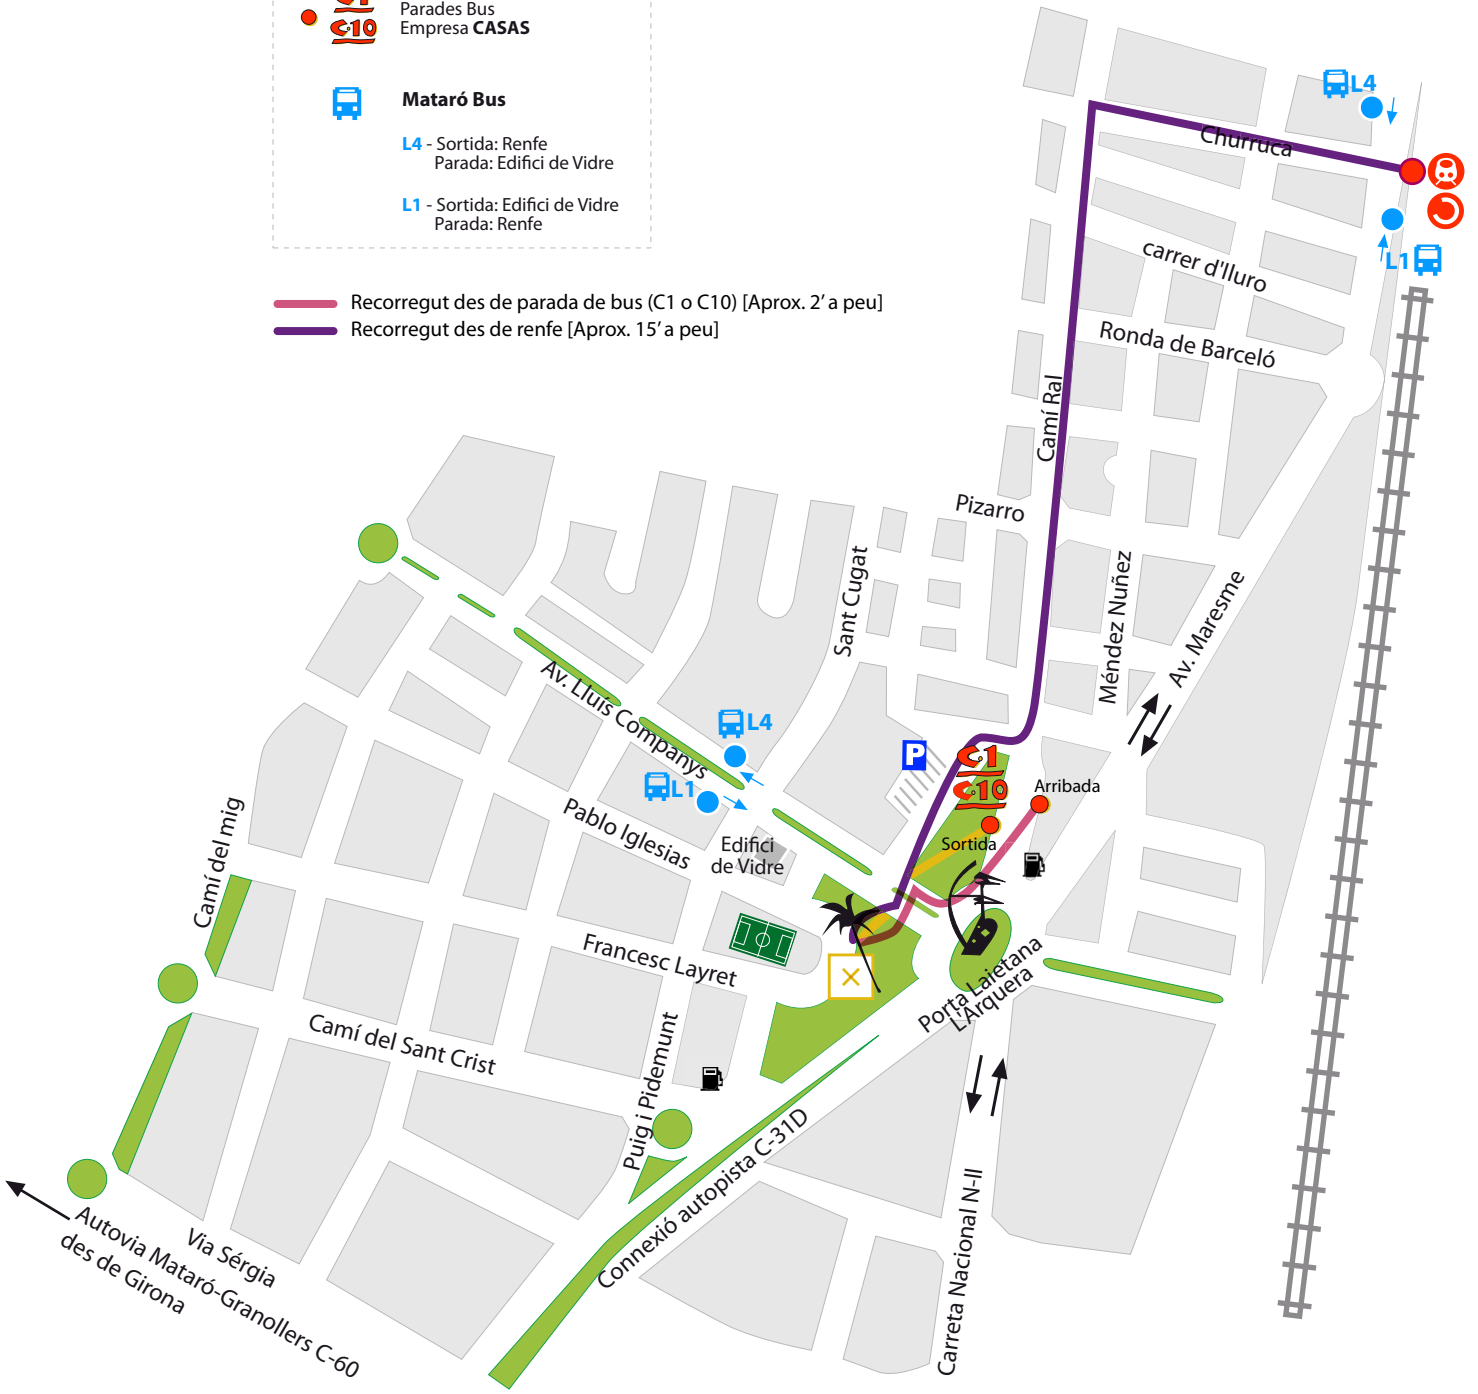 C1
Parades Bus
C10
Empresa CASAS
Mataró Bus
L4 - Sortida: Renfe
Parada: Edifici de Vidre
L1 - Sortida: Edifici de Vidre
Parada: Renfe
Recorregut des de parada de bus (C1 o C10) [Aprox. 2' a peu]
Recorregut des de renfe [Aprox. 15' a peu]
L4
Churruca
L1
carrer d'lluro
Ronda de Barceló
Camí Ral
Pizarro
Sant Cugat
Méndez Nuñez
Av. Maresme
Av. Lluís Companys
L4
L1
P
C1
C10
Arribada
Sortida
Pablo Iglesias
Edifici
de Vidre
Camí del mig
Francesc Layret
Porta Laietana
L'Arquera
Camí del Sant Crist
Puig i Pidemunt
Connexió autopista C-31D
Carreta Nacional N-II
Via Sérgia
Autovia Mataró-Granollers C-60
des de Girona